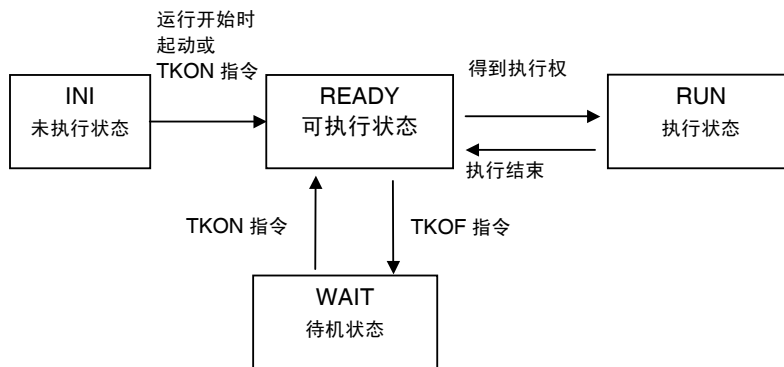 运行开始时
起动或
TKON 指令
INI
未执行状态
READY
可执行状态
得到执行权
执行结束
RUN
执行状态
TKON 指令
TKOF 指令
WAIT
待机状态